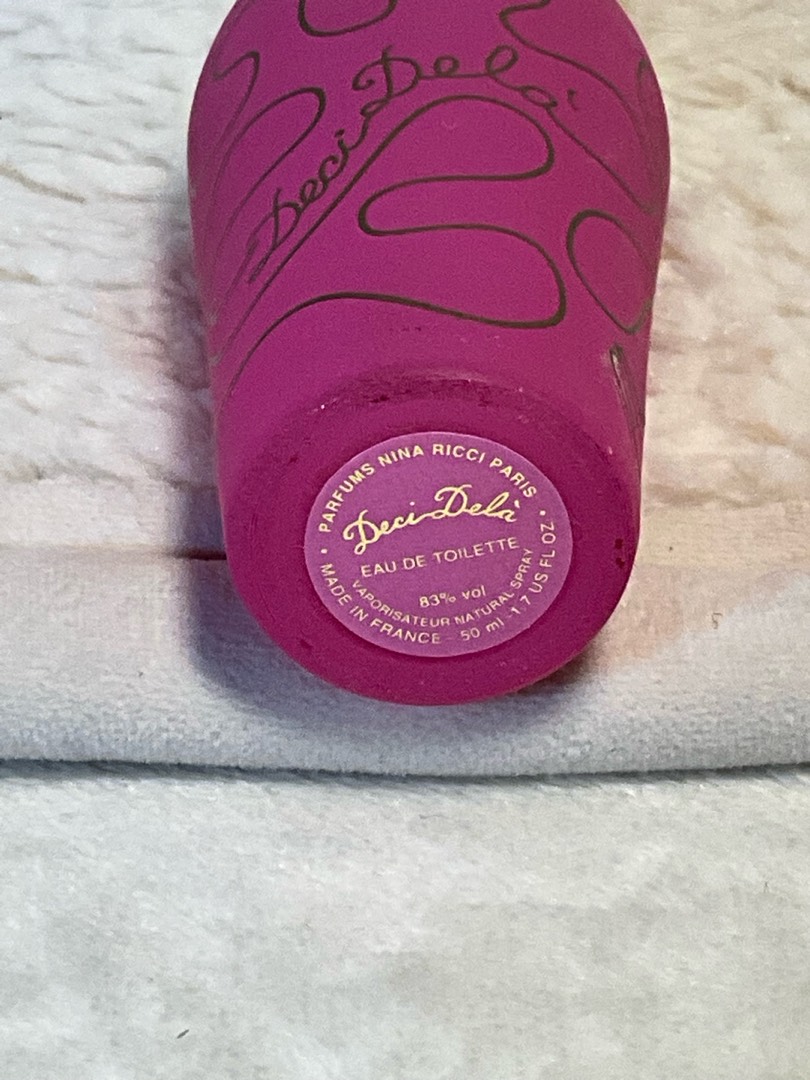 Deci Delà
PARFUMS NINA RICCI PARIS
Deci Delà
EAU DE TOILETTE
83% vol
VAPORISATEUR NATURAL SPRAY
• MADE IN FRANCE - 50 ml - 1.7 US FL OZ •